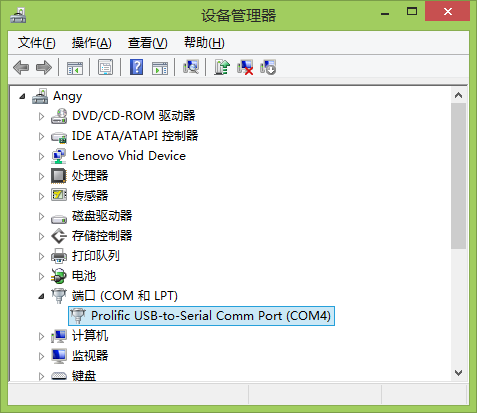 设备管理器
文件(F) 操作(A) 查看(V) 帮助(H)
Angy
DVD/CD-ROM 驱动器
IDE ATA/ATAPI 控制器
Lenovo Vhid Device
处理器
传感器
磁盘驱动器
存储控制器
打印队列
电池
端口 (COM 和 LPT)
Prolific USB-to-Serial Comm Port (COM4)
计算机
监视器
键盘